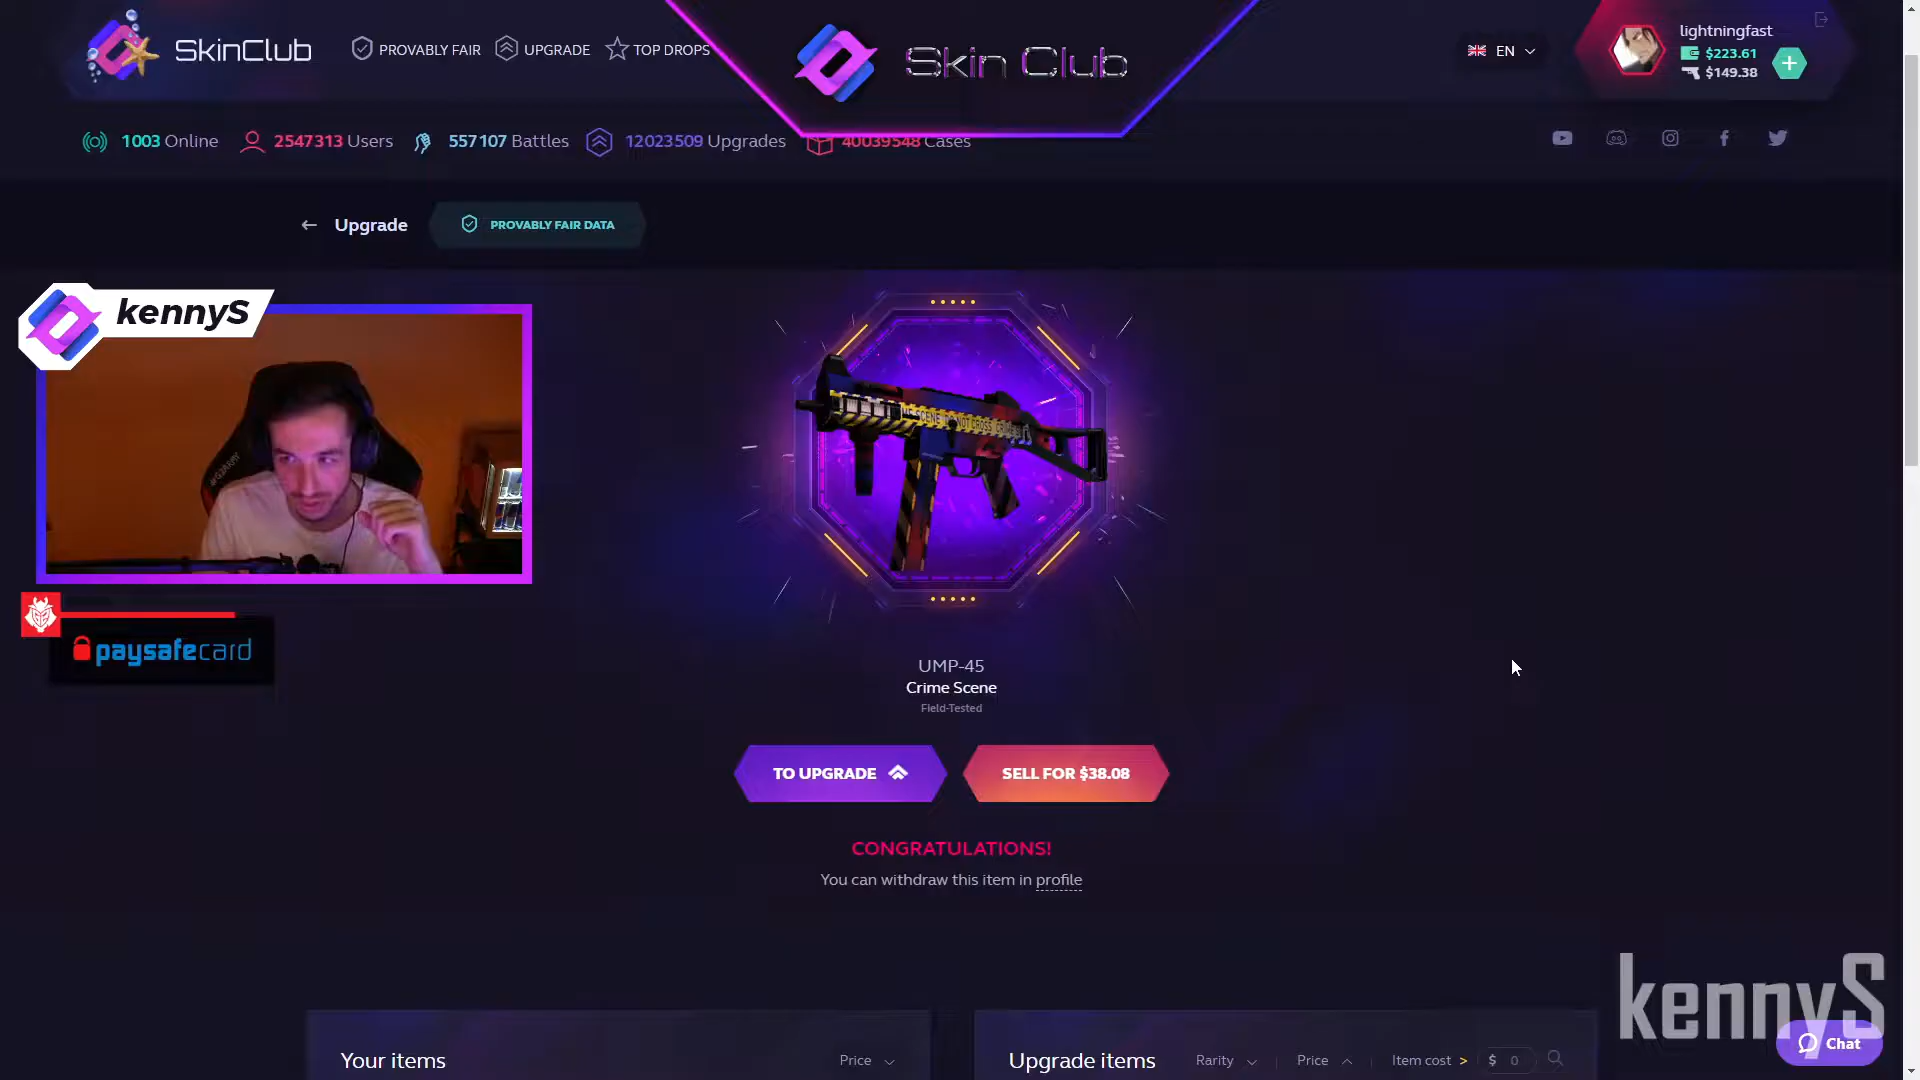 SkinClub
PROVABLY FAIR
UPGRADE
TOP DROPS
Skin Club
EN
lightningfast
$223.61
$149.38
1003 Online
2547313 Users
557107 Battles
12023509 Upgrades
40039548 Cases
Upgrade
PROVABLY FAIR DATA
kennyS
paysafecard
UMP-45
Crime Scene
Field-Tested
TO UPGRADE
SELL FOR $38.08
CONGRATULATIONS!
You can withdraw this item in profile
kennyS
Chat
Your items
Price
Upgrade items
Rarity
Price
Item cost >
$ 0